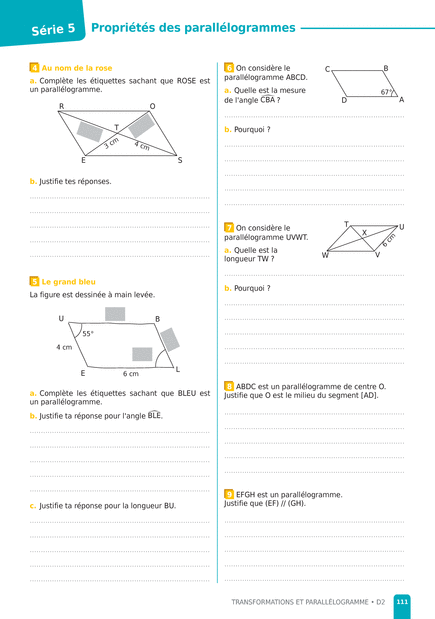 Série 5
Propriétés des parallélogrammes
4 Au nom de la rose
a. Complète les étiquettes sachant que ROSE est
un parallélogramme.
R
O
T
3 cm
4 cm
E
S
b. Justifie tes réponses.
5 Le grand bleu
La figure est dessinée à main levée.
U
B
55°
4 cm
E
6 cm
L
a. Complète les étiquettes sachant que BLEU est
un parallélogramme.
b. Justifie ta réponse pour l'angle BLE.
c. Justifie ta réponse pour la longueur BU.
6 On considère le
parallélogramme ABCD.
a. Quelle est la mesure
de l'angle CBA ?
C
B
67°
D
A
b. Pourquoi ?
7 On considère le
parallélogramme UVWT.
a. Quelle est la
longueur TW ?
T
U
X
6 cm
W
V
b. Pourquoi ?
8 ABDC est un parallélogramme de centre O.
Justifie que O est le milieu du segment [AD].
9 EFGH est un parallélogramme.
Justifie que (EF) // (GH).
TRANSFORMATIONS ET PARALLÉLOGRAMME • D2 111